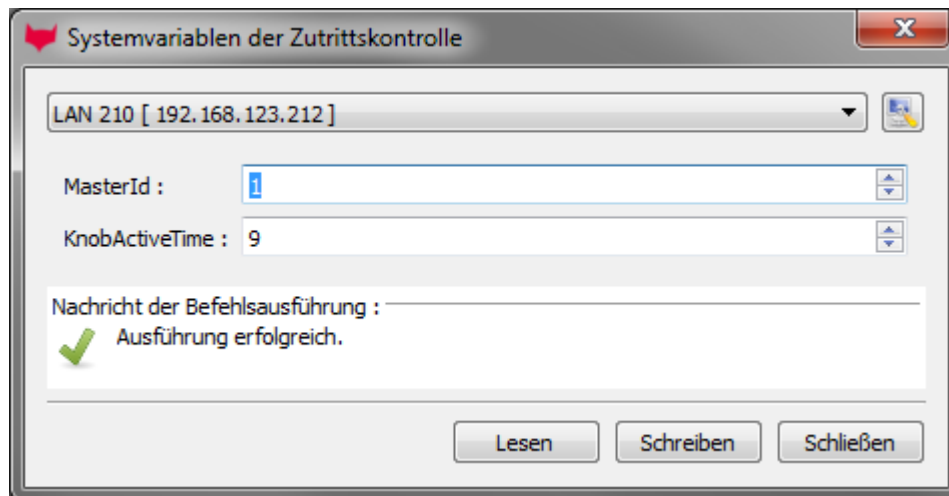 Systemvariablen der Zutrittskontrolle
LAN 210 [ 192.168.123.212 ]
MasterId : 1
KnobActiveTime : 9
Nachricht der Befehlsausführung :
Ausführung erfolgreich.
Lesen Schreiben Schließen